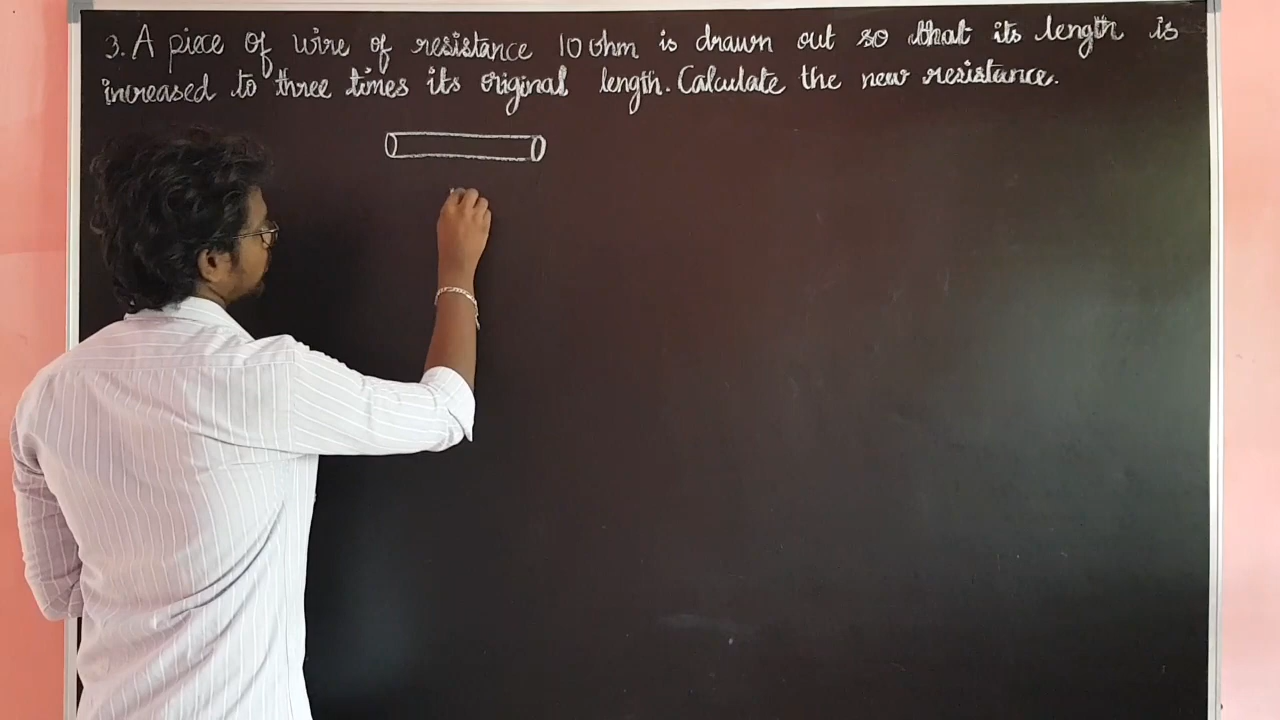 3. A piece of wire of resistance 10 ohm is drawn out so that its length is
increased to three times its original length. Calculate the new resistance.